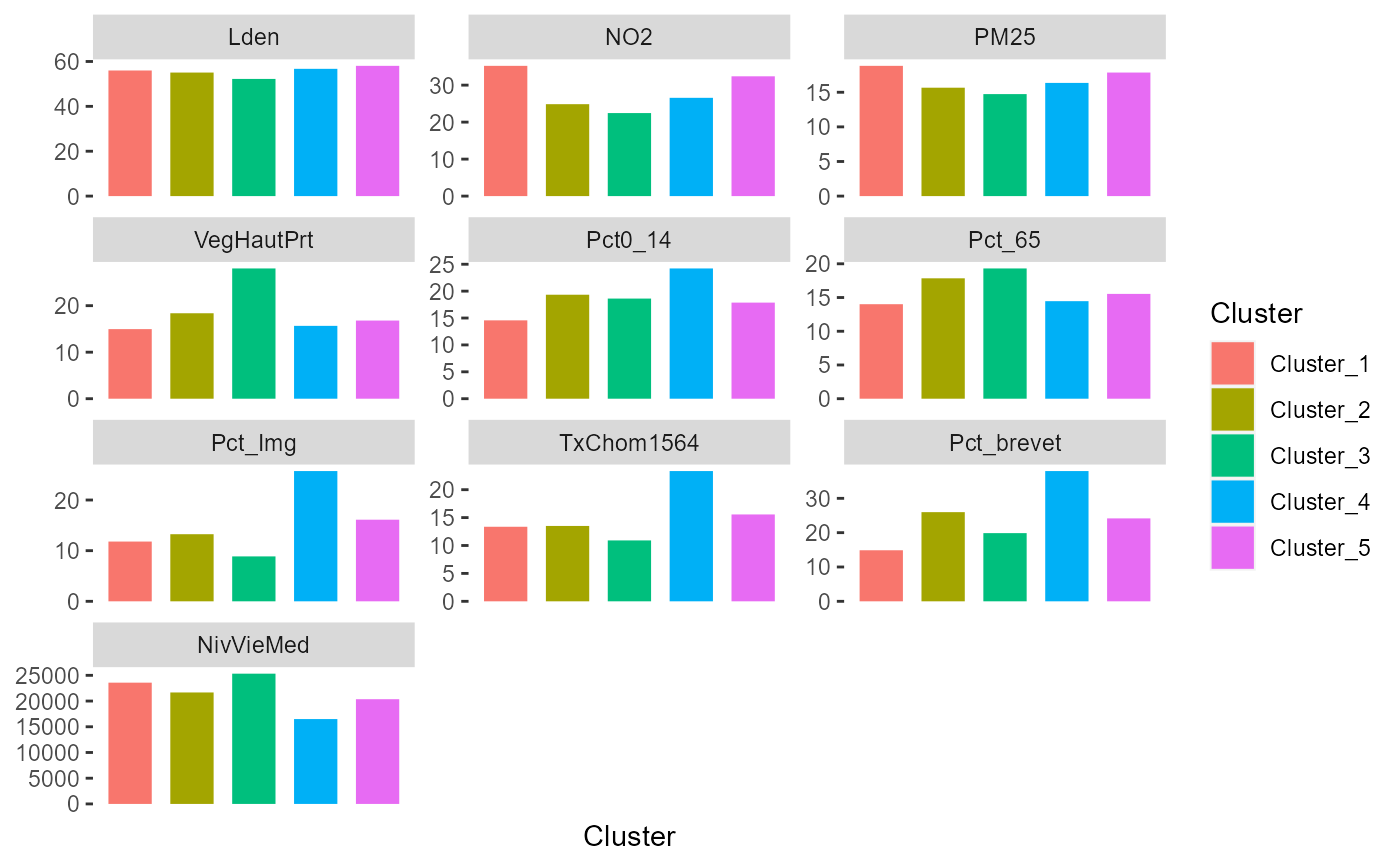 Lden
NO2
PM25
60
40
20
0
30
20
10
0
15
10
5
0
VegHautPrt
Pct0_14
Pct_65
20
10
0
25
20
15
10
5
0
20
15
10
5
0
Pct_Img
TxChom1564
Pct_brevet
20
10
0
20
15
10
5
0
30
20
10
0
NivVieMed
25000
20000
15000
10000
5000
0
Cluster
Cluster
Cluster_1
Cluster_2
Cluster_3
Cluster_4
Cluster_5